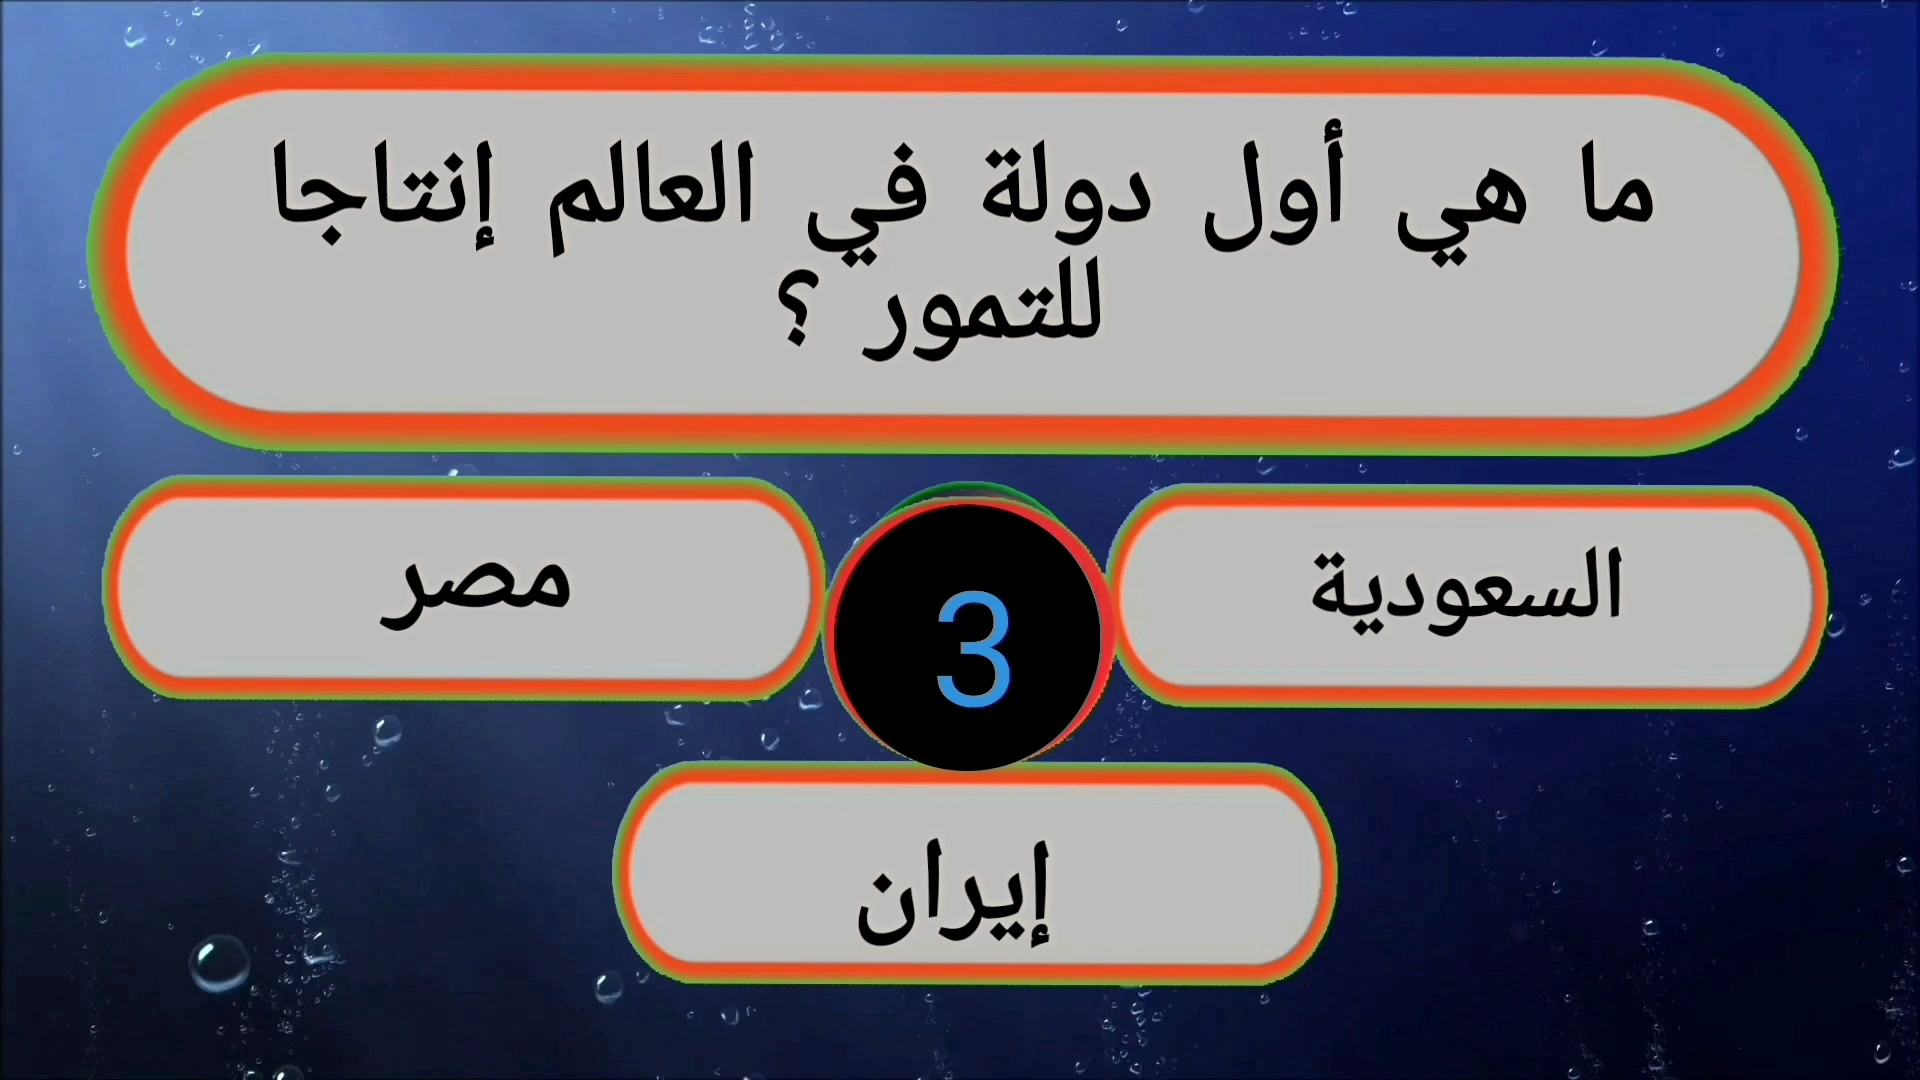 ما هي أول دولة في العالم إنتاجا
للتمور ؟
السعودية
مصر
3
إيران